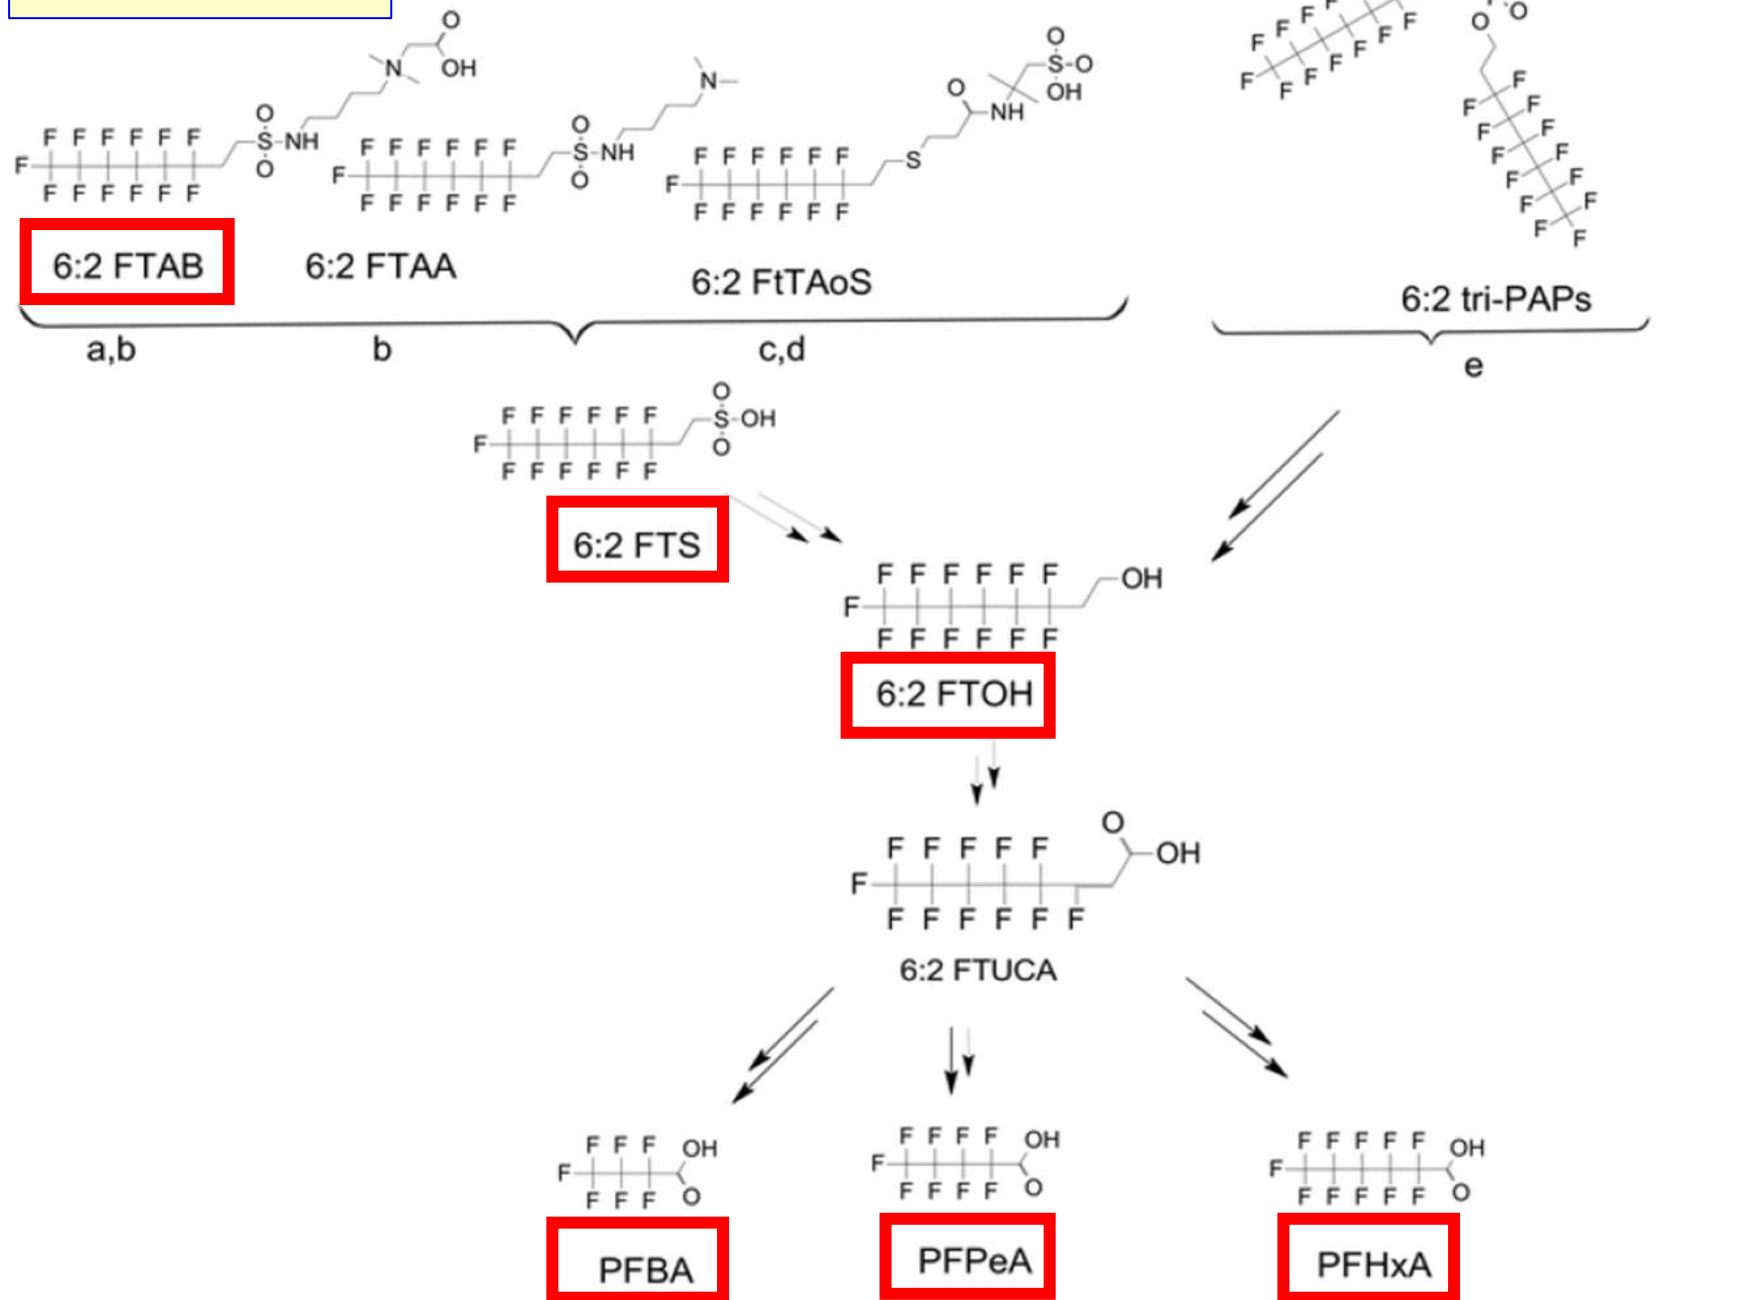 6:2 FTAB
6:2 FTAA
6:2 FtTAoS
6:2 tri-PAPs
a,b
b
c,d
e
6:2 FTS
6:2 FTOH
6:2 FTUCA
PFBA
PFPeA
PFHxA